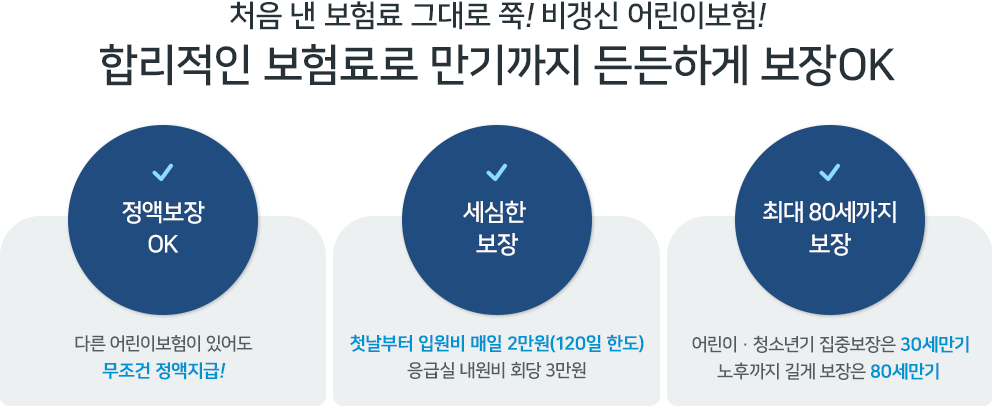 처음 낸 보험료 그대로 쭉! 비갱신 어린이보험!
합리적인 보험료로 만기까지 든든하게 보장OK
정액보장
OK
다른 어린이보험이 있어도
무조건 정액지급!
세심한
보장
첫날부터 입원비 매일 2만원(120일 한도)
응급실 내원비 회당 3만원
최대 80세까지
보장
어린이 · 청소년기 집중보장은 30세만기
노후까지 길게 보장은 80세만기